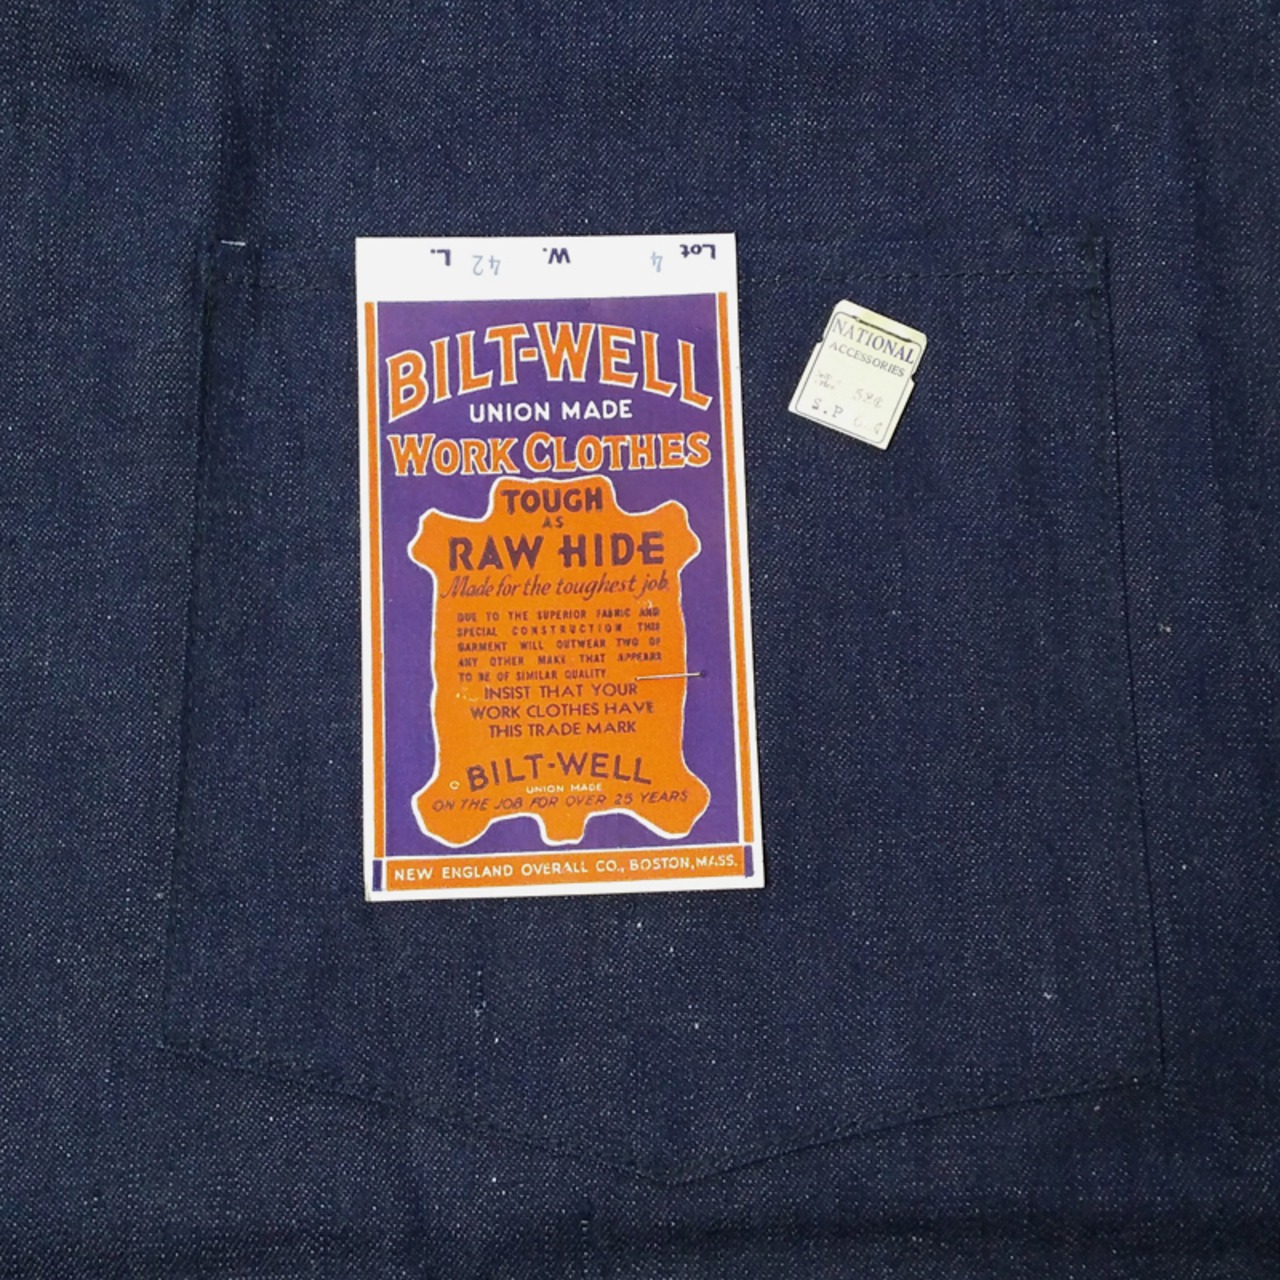 Lot 4 W. 42 L.
BILT-WELL
UNION MADE
WORK CLOTHES
TOUGH
AS
RAW HIDE
Made for the toughest job.
DUE TO THE SUPERIOR FABRIC AND
SPECIAL CONSTRUCTION THIS
GARMENT WILL OUTWEAR TWO OF
ANY OTHER MAKE THAT APPEARS
TO BE OF SIMILAR QUALITY
INSIST THAT YOUR
WORK CLOTHES HAVE
THIS TRADE MARK
BILT-WELL
UNION MADE
ON THE JOB FOR OVER 25 YEARS
NEW ENGLAND OVERALL CO., BOSTON, MASS.
NATIONAL
ACCESSORIES
S.P